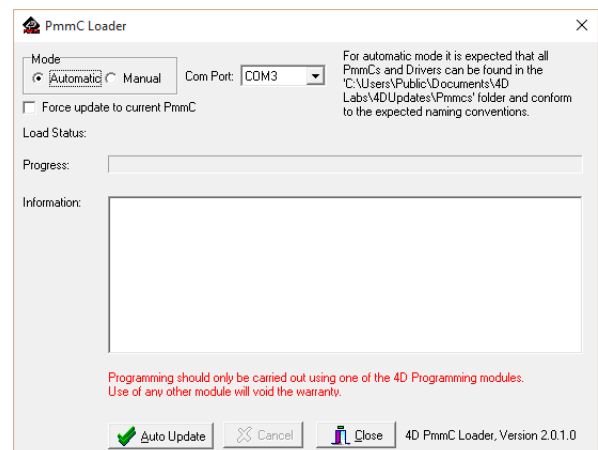 PmmC Loader
Mode
Automatic Manual
Com Port: COM3
For automatic mode it is expected that all
PmmCs and Drivers can be found in the
'C:\Users\Public\Documents\4D
Labs\4DUpdates\Pmmcs' folder and conform
to the expected naming conventions.
Force update to current PmmC
Load Status:
Progress:
Information:
Programming should only be carried out using one of the 4D Programming modules.
Use of any other module will void the warranty.
Auto Update Cancel Close 4D PmmC Loader, Version 2.0.1.0